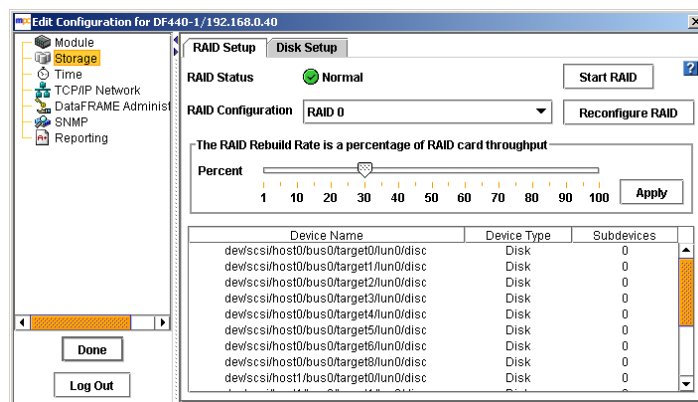 mpc Edit Configuration for DF440-1/192.168.0.40
Module
Storage
Time
TCP/IP Network
DataFRAME Administ
SNMP
Reporting
Done
Log Out
RAID Setup Disk Setup
RAID Status Normal Start RAID ?
RAID Configuration RAID 0 Reconfigure RAID
The RAID Rebuild Rate is a percentage of RAID card throughput
Percent
1 10 20 30 40 50 60 70 80 90 100 Apply
Device Name Device Type Subdevices
dev/scsi/host0/bus0/target0/lun0/disc Disk 0
dev/scsi/host0/bus0/target1/lun0/disc Disk 0
dev/scsi/host0/bus0/target2/lun0/disc Disk 0
dev/scsi/host0/bus0/target3/lun0/disc Disk 0
dev/scsi/host0/bus0/target4/lun0/disc Disk 0
dev/scsi/host0/bus0/target5/lun0/disc Disk 0
dev/scsi/host0/bus0/target6/lun0/disc Disk 0
dev/scsi/host0/bus0/target8/lun0/disc Disk 0
dev/scsi/host1/bus0/target0/lun0/disc Disk 0